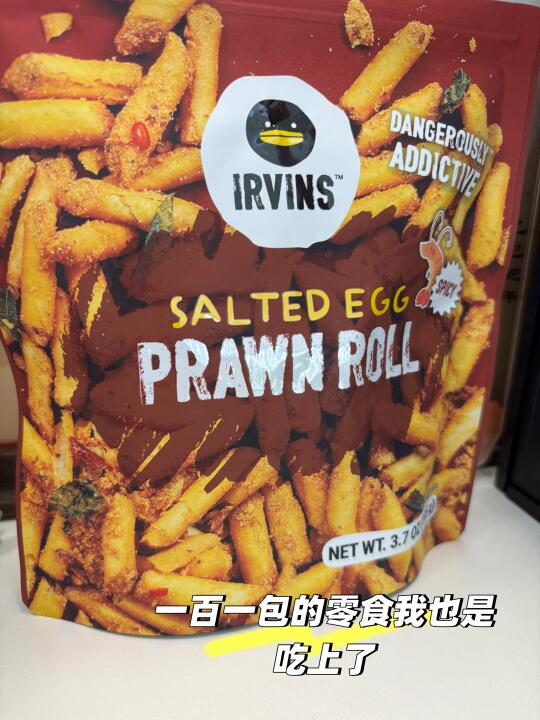 IRVINS™
DANGEROUSLY
ADDICTIVE
SPICY
SALTED EGG
PRAWN ROLL
NET WT. 3.7 OZ
一百一包的零食我也是
吃上了